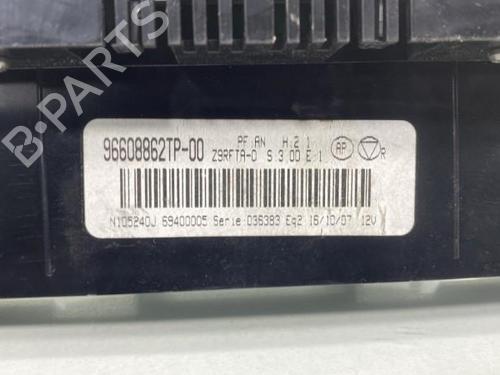 B-PARTS
PF.AN H.2 1
96608862TP-00 Z9RFTA-0 S.3.00 E.1 AP R
N105240J 69400005 Serie 036383 Eq2 16/10/07 12V